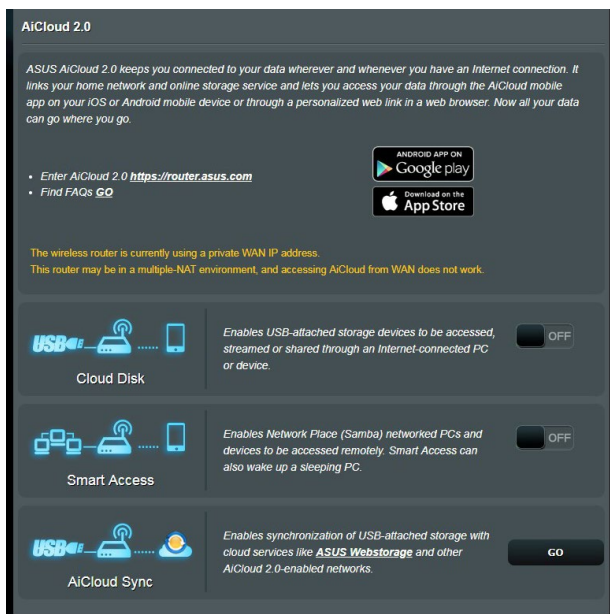 AiCloud 2.0
ASUS AiCloud 2.0 keeps you connected to your data wherever and whenever you have an Internet connection. It
links your home network and online storage service and lets you access your data through the AiCloud mobile
app on your iOS or Android mobile device or through a personalized web link in a web browser. Now all your data
can go where you go.
• Enter AiCloud 2.0 https://router.asus.com
• Find FAQs GO
ANDROID APP ON
Google play
Download on the
App Store
The wireless router is currently using a private WAN IP address.
This router may be in a multiple-NAT environment, and accessing AiCloud from WAN does not work.
USB
Cloud Disk
Enables USB-attached storage devices to be accessed,
streamed or shared through an Internet-connected PC
or device.
OFF
Smart Access
Enables Network Place (Samba) networked PCs and
devices to be accessed remotely. Smart Access can
also wake up a sleeping PC.
OFF
USB
AiCloud Sync
Enables synchronization of USB-attached storage with
cloud services like ASUS Webstorage and other
AiCloud 2.0-enabled networks.
GO